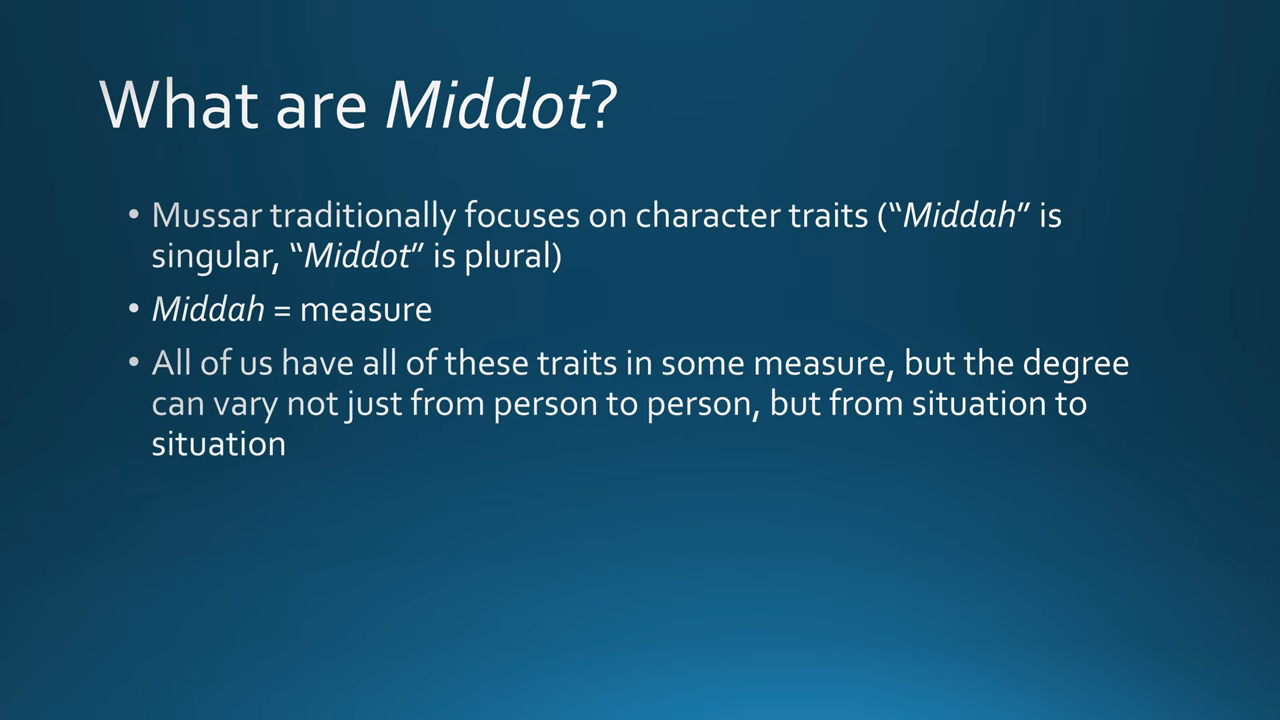 What are Middot?
• Mussar traditionally focuses on character traits (“Middah” is
singular, “Middot” is plural)
• Middah = measure
• All of us have all of these traits in some measure, but the degree
can vary not just from person to person, but from situation to
situation